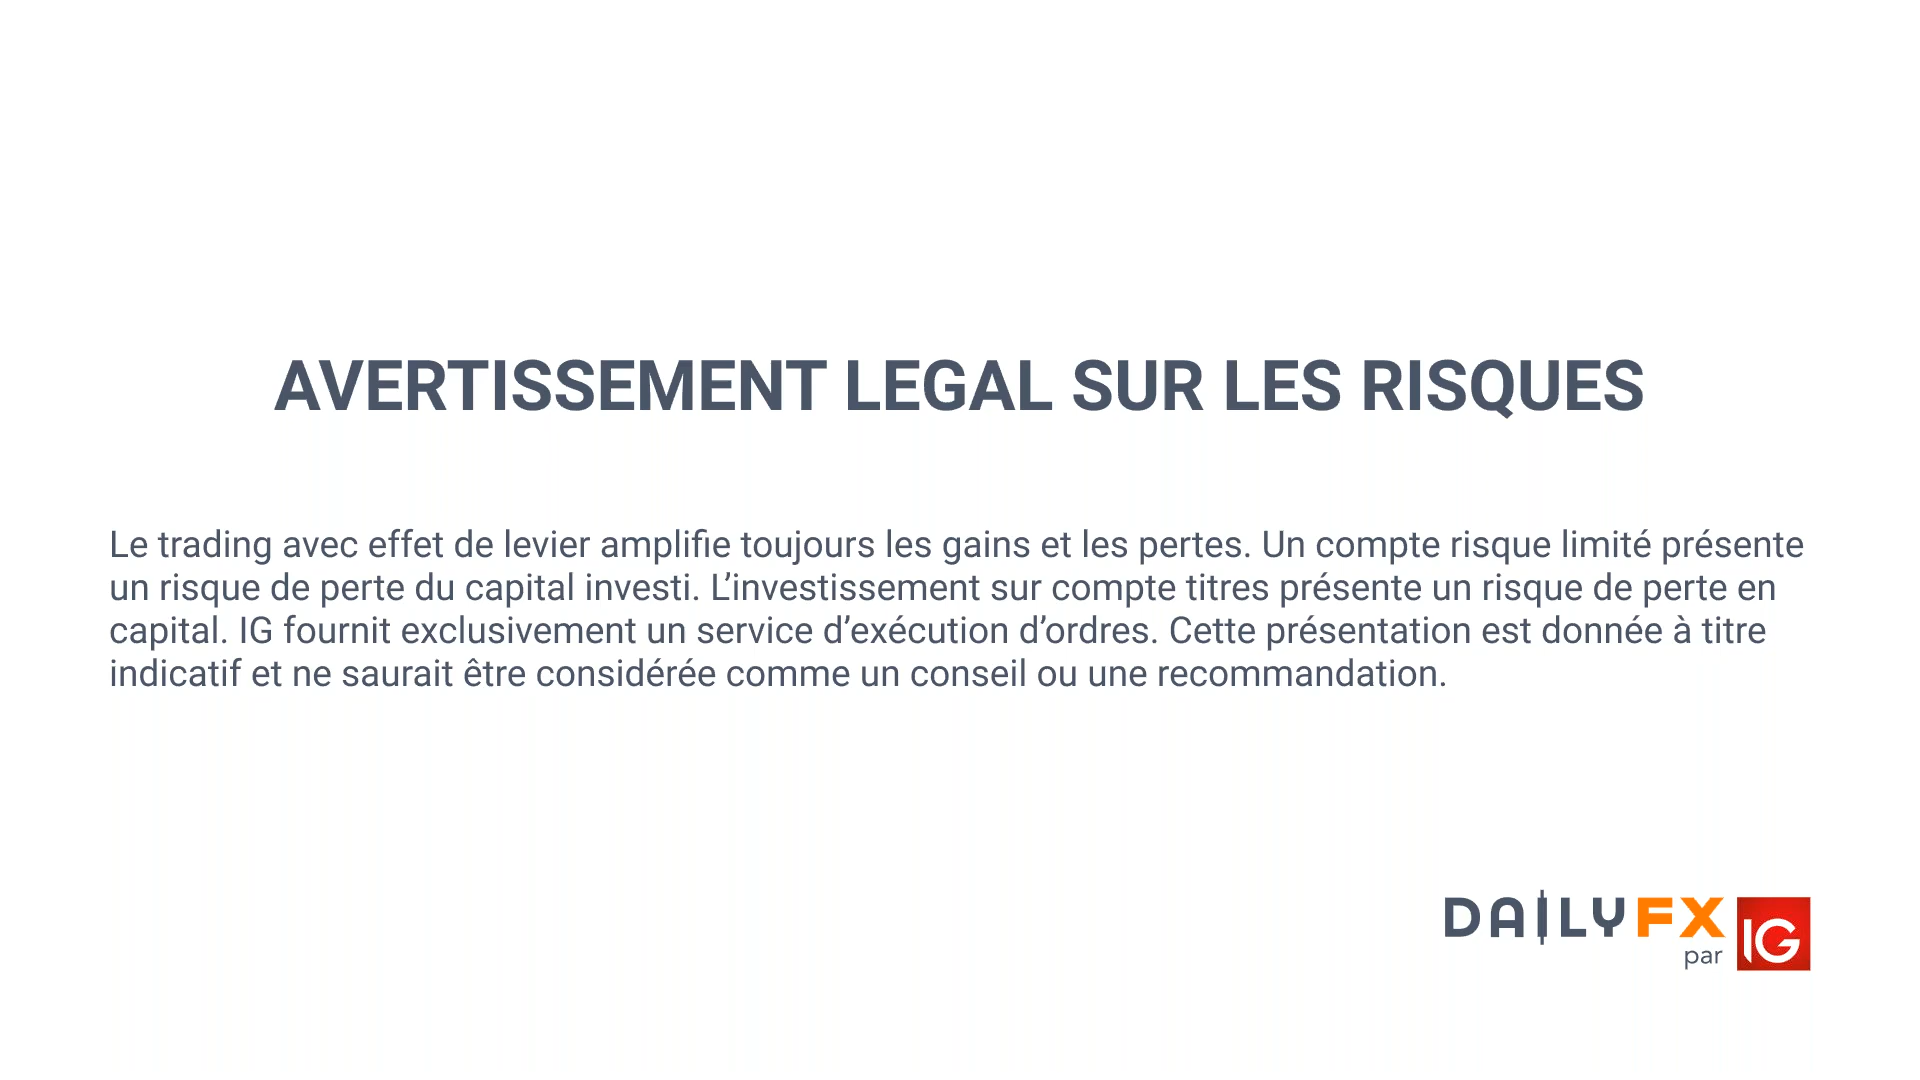 AVERTISSEMENT LEGAL SUR LES RISQUES
Le trading avec effet de levier amplifie toujours les gains et les pertes. Un compte risque limité présente
un risque de perte du capital investi. L’investissement sur compte titres présente un risque de perte en
capital. IG fournit exclusivement un service d’exécution d’ordres. Cette présentation est donnée à titre
indicatif et ne saurait être considérée comme un conseil ou une recommandation.
DAILYFX
par IG